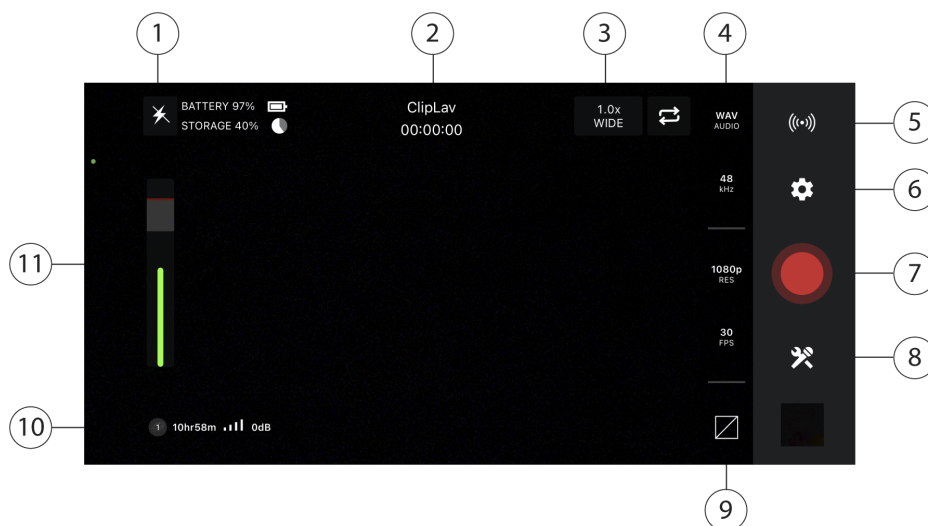 1
2
3
4
BATTERY 97%
STORAGE 40%
ClipLav
00:00:00
1.0x
WIDE
WAV
AUDIO
5
48
kHz
6
11
1080p
RES
7
30
FPS
8
10
1 10hr58m 0dB
9